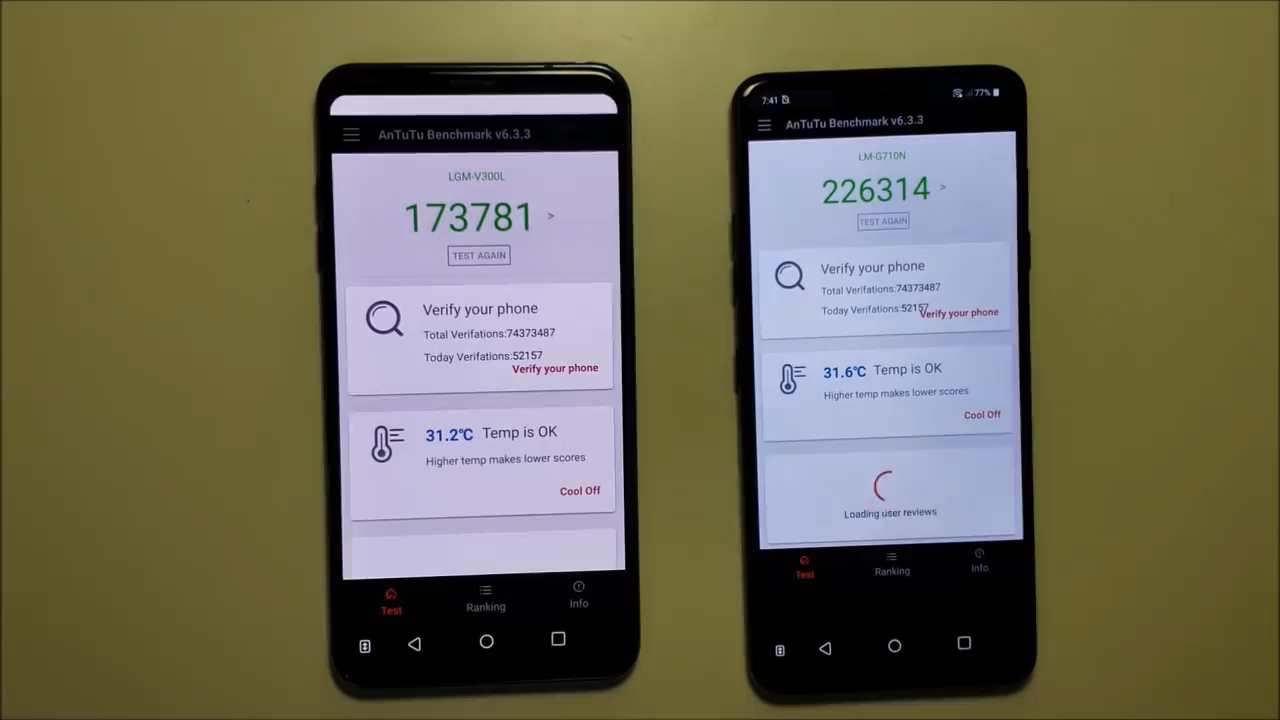 AnTuTu Benchmark v6.3.3
LGM-V300L
173781 >
TEST AGAIN
Verify your phone
Total Verifations:74373487
Today Verifations:52157
Verify your phone
31.2℃ Temp is OK
Higher temp makes lower scores
Cool Off
Test
Ranking
Info
7:41
77%
AnTuTu Benchmark v6.3.3
LM-G710N
226314 >
TEST AGAIN
Verify your phone
Total Verifations:74373487
Today Verifations:52157
Verify your phone
31.6℃ Temp is OK
Higher temp makes lower scores
Cool Off
Loading user reviews
Test
Ranking
Info